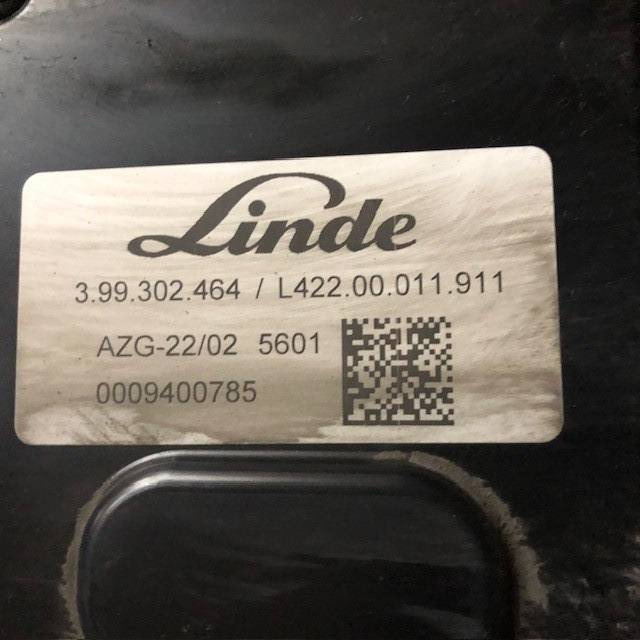 Linde
3.99.302.464 / L422.00.011.911
AZG-22/02 5601
0009400785